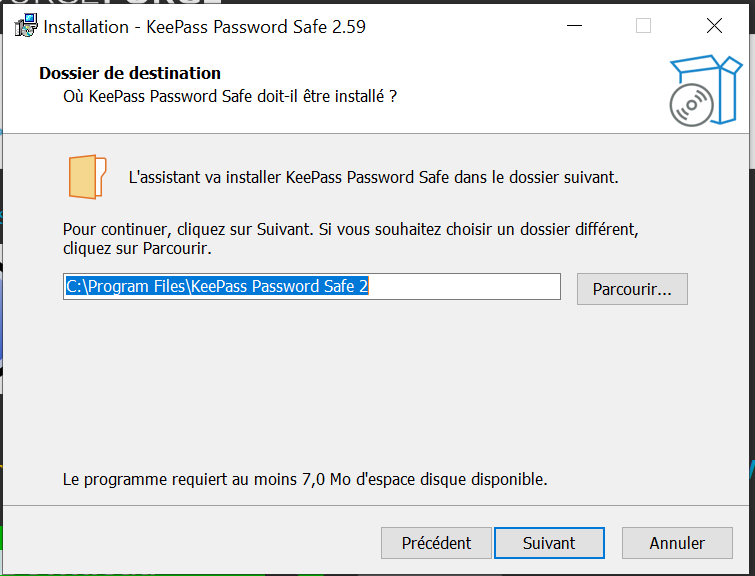 Installation - KeePass Password Safe 2.59
Dossier de destination
Où KeePass Password Safe doit-il être installé ?
L'assistant va installer KeePass Password Safe dans le dossier suivant.
Pour continuer, cliquez sur Suivant. Si vous souhaitez choisir un dossier différent,
cliquez sur Parcourir.
C:\Program Files\KeePass Password Safe 2
Parcourir...
Le programme requiert au moins 7,0 Mo d'espace disque disponible.
Précédent
Suivant
Annuler